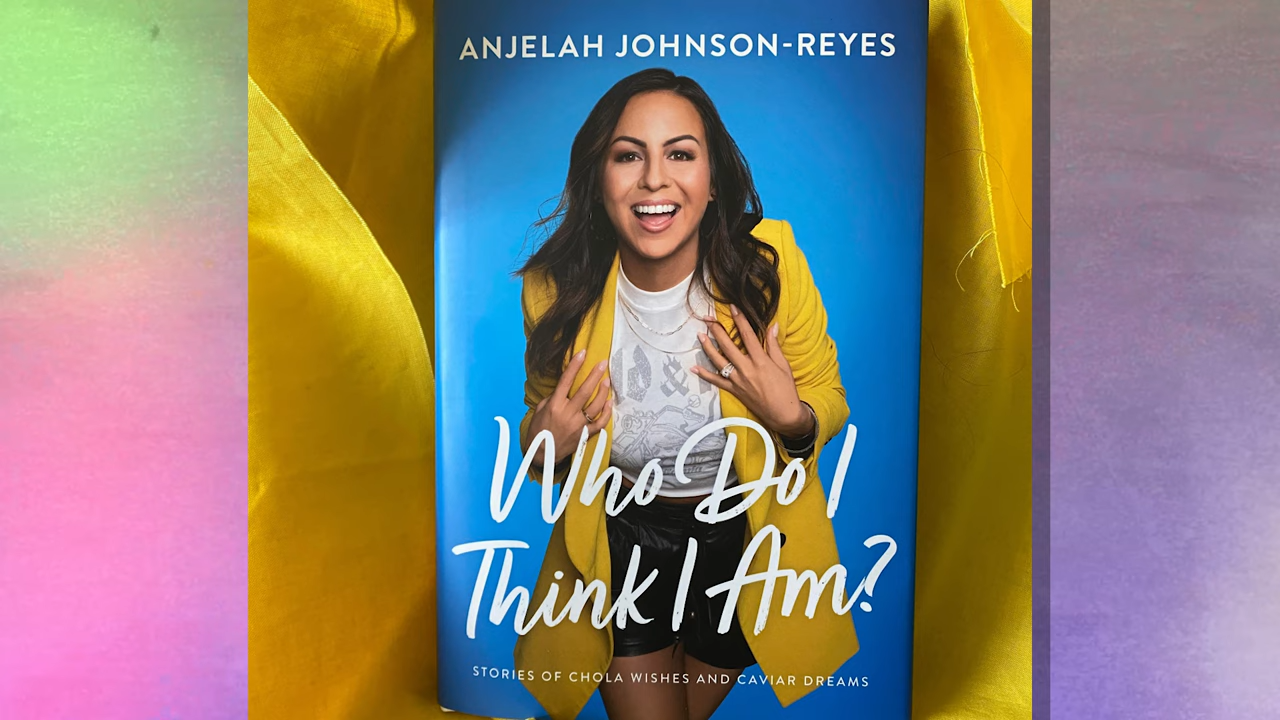 ANJELAH JOHNSON-REYES
Who Do I
Think I Am?
STORIES OF CHOLA WISHES AND CAVIAR DREAMS